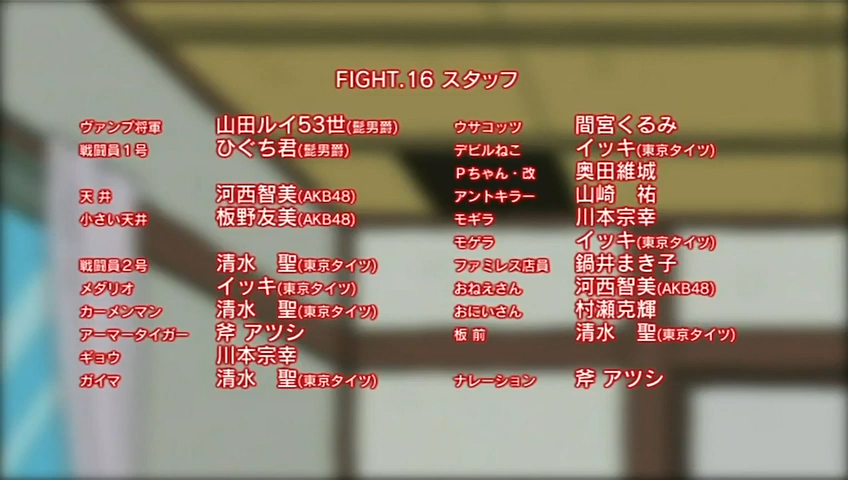 FIGHT.16 スタッフ
ヴァンプ将軍 山田ルイ53世(髭男爵)
戦闘員1号 ひぐち君(髭男爵)
天井 河西智美(AKB48)
小さい天井 板野友美(AKB48)
戦闘員2号 清水 聖(東京タイツ)
メダリオ イッキ(東京タイツ)
カーメンマン 清水 聖(東京タイツ)
アーマータイガー 斧 アツシ
ギョウ 川本宗幸
ガイマ 清水 聖(東京タイツ)
ウサコッツ 間宮くるみ
デビルねこ イッキ(東京タイツ)
Pちゃん・改 奥田維城
アントキラー 山崎 祐
モギラ 川本宗幸
モゲラ イッキ(東京タイツ)
ファミレス店員 鍋井まき子
おねえさん 河西智美(AKB48)
おにいさん 村瀬克輝
板前 清水 聖(東京タイツ)
ナレーション 斧 アツシ